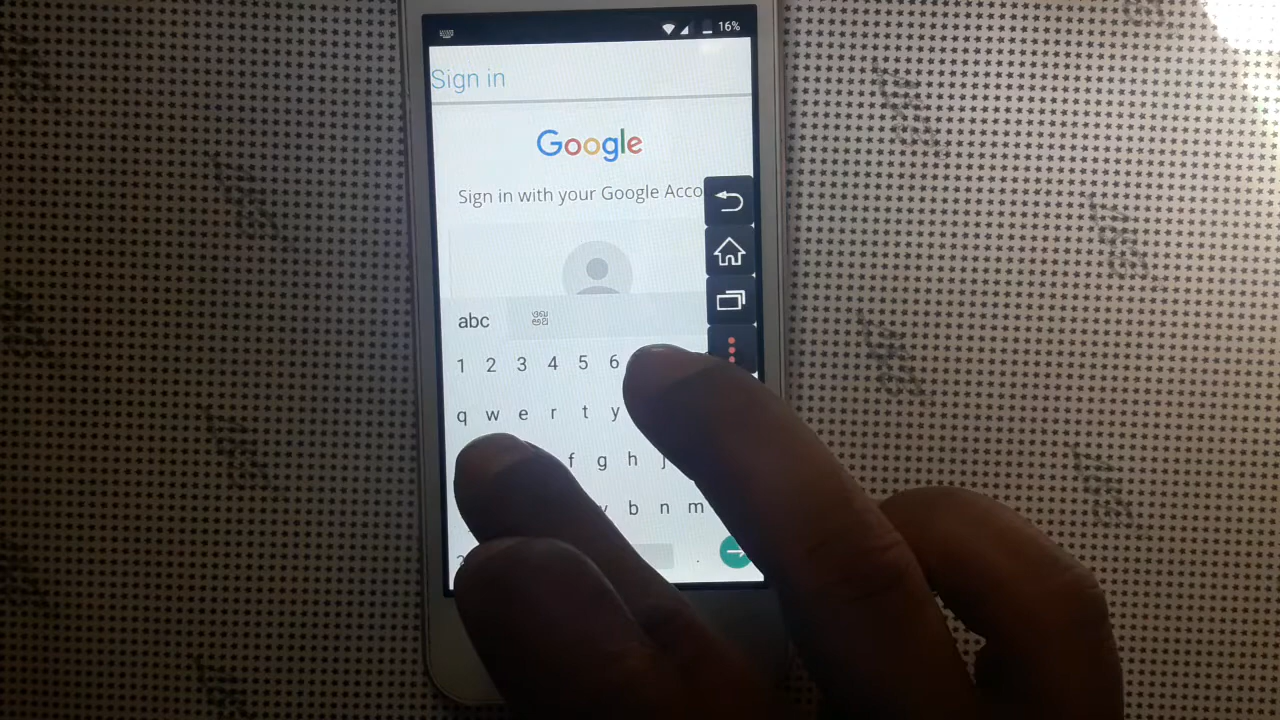 16%
Sign in
Google
Sign in with your Google Acco
abc
1 2 3 4 5 6
q w e r t y
f g h j
v b n m
.